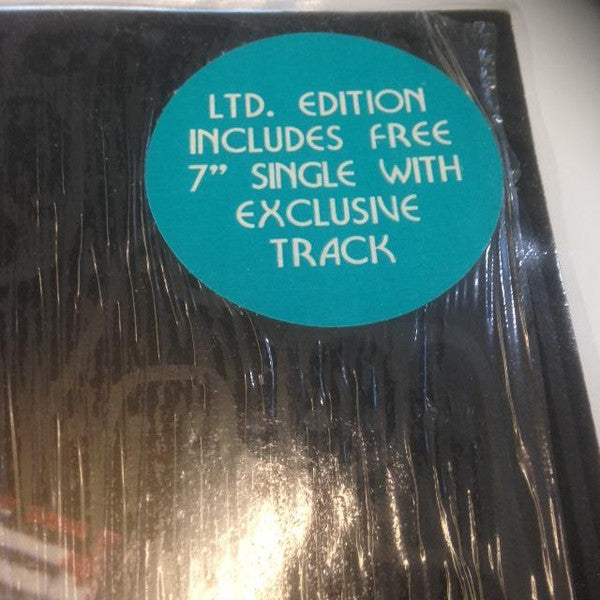 LTD. EDITION
INCLUDES FREE
7” SINGLE WITH
EXCLUSIVE
TRACK